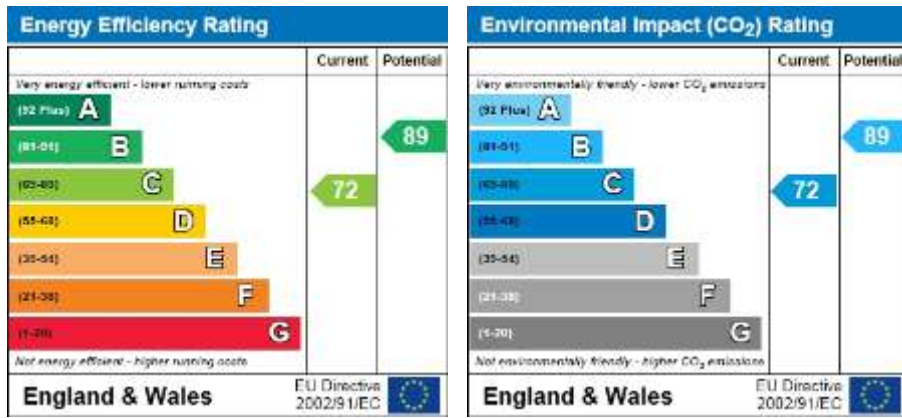 Energy Efficiency Rating
Current Potential
Very energy efficient - lower running costs
(92 Plus) A
(81-91) B
89
(69-80) C
72
(55-68) D
(39-54) E
(21-38) F
(1-20) G
Not energy efficient - higher running costs
England & Wales
EU Directive
2002/91/EC
Environmental Impact (CO₂) Rating
Current Potential
Very environmentally friendly - lower CO₂ emissions
(92 Plus) A
(81-91) B
89
(69-80) C
72
(55-68) D
(39-54) E
(21-38) F
(1-20) G
Not environmentally friendly - higher CO₂ emissions
England & Wales
EU Directive
2002/91/EC